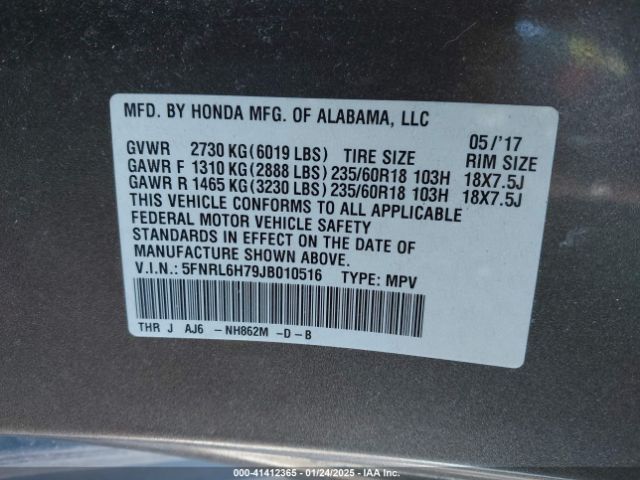 MFD. BY HONDA MFG. OF ALABAMA, LLC
05/'17
GVWR 2730 KG(6019 LBS) TIRE SIZE RIM SIZE
GAWR F 1310 KG(2888 LBS) 235/60R18 103H 18X7.5J
GAWR R 1465 KG(3230 LBS) 235/60R18 103H 18X7.5J
THIS VEHICLE CONFORMS TO ALL APPLICABLE
FEDERAL MOTOR VEHICLE SAFETY
STANDARDS IN EFFECT ON THE DATE OF
MANUFACTURE SHOWN ABOVE.
V.I.N.: 5FNRL6H79JB010516 TYPE: MPV
THR J AJ6 -NH862M -D-B
000-41412365 - 01/24/2025 - IAA Inc.